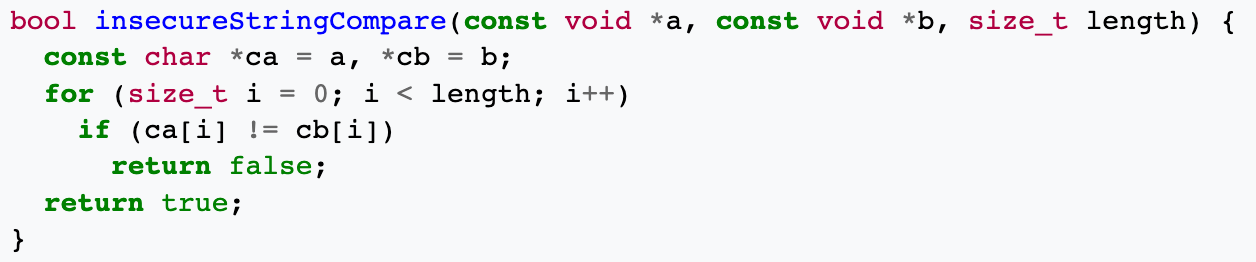 bool insecureStringCompare(const void *a, const void *b, size_t length) {
  const char *ca = a, *cb = b;
  for (size_t i = 0; i < length; i++)
    if (ca[i] != cb[i])
      return false;
  return true;
}